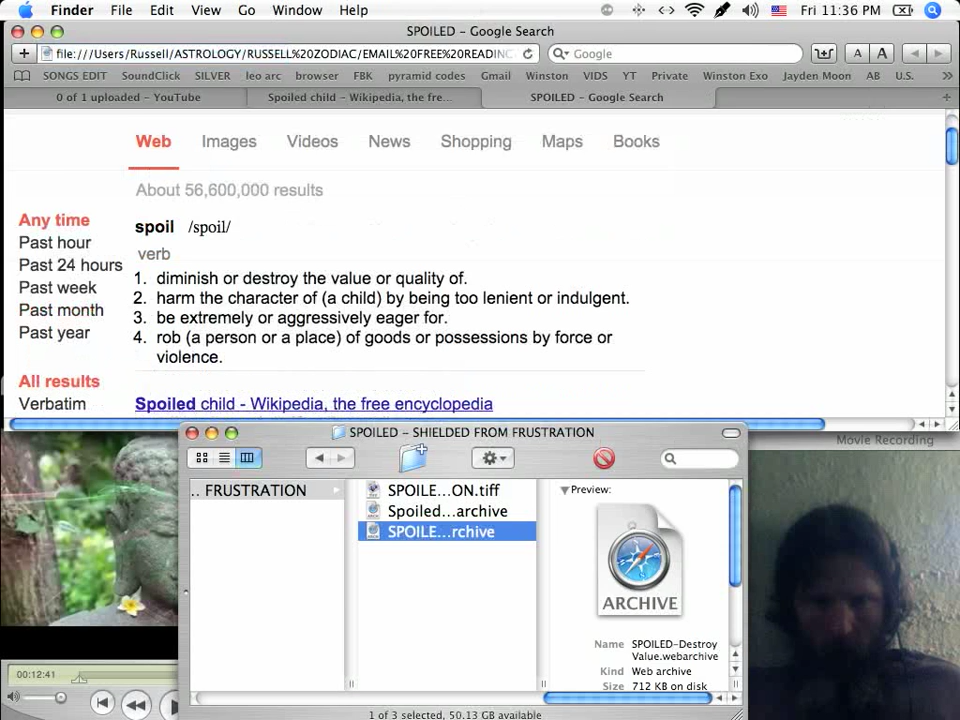 Finder File Edit View Go Window Help Fri 11:36 PM
SPOILED – Google Search
file:///Users/Russell/ASTROLOGY/RUSSELL%20ZODIAC/EMAIL%20FREE%20READING Google A A
SONGS EDIT SoundClick SILVER leo arc browser FBK pyramid codes Gmail Winston VIDS YT Private Winston Exo Jayden Moon AB U.S.
0 of 1 uploaded – YouTube Spoiled child – Wikipedia, the fre... SPOILED – Google Search
Web Images Videos News Shopping Maps Books
About 56,600,000 results
Any time
Past hour
Past 24 hours
Past week
Past month
Past year
All results
Verbatim
spoil /spoil/
verb
1. diminish or destroy the value or quality of.
2. harm the character of (a child) by being too lenient or indulgent.
3. be extremely or aggressively eager for.
4. rob (a person or a place) of goods or possessions by force or
violence.
Spoiled child - Wikipedia, the free encyclopedia
SPOILED – SHIELDED FROM FRUSTRATION
Movie Recording
.. FRUSTRATION
SPOILE...ON.tiff
Spoiled...archive
SPOILE...rchive
Preview:
ARCHIVE
Name SPOILED-Destroy
Value.webarchive
Kind Web archive
Size 712 KB on disk
00:12:41
1 of 3 selected, 50.13 GB available